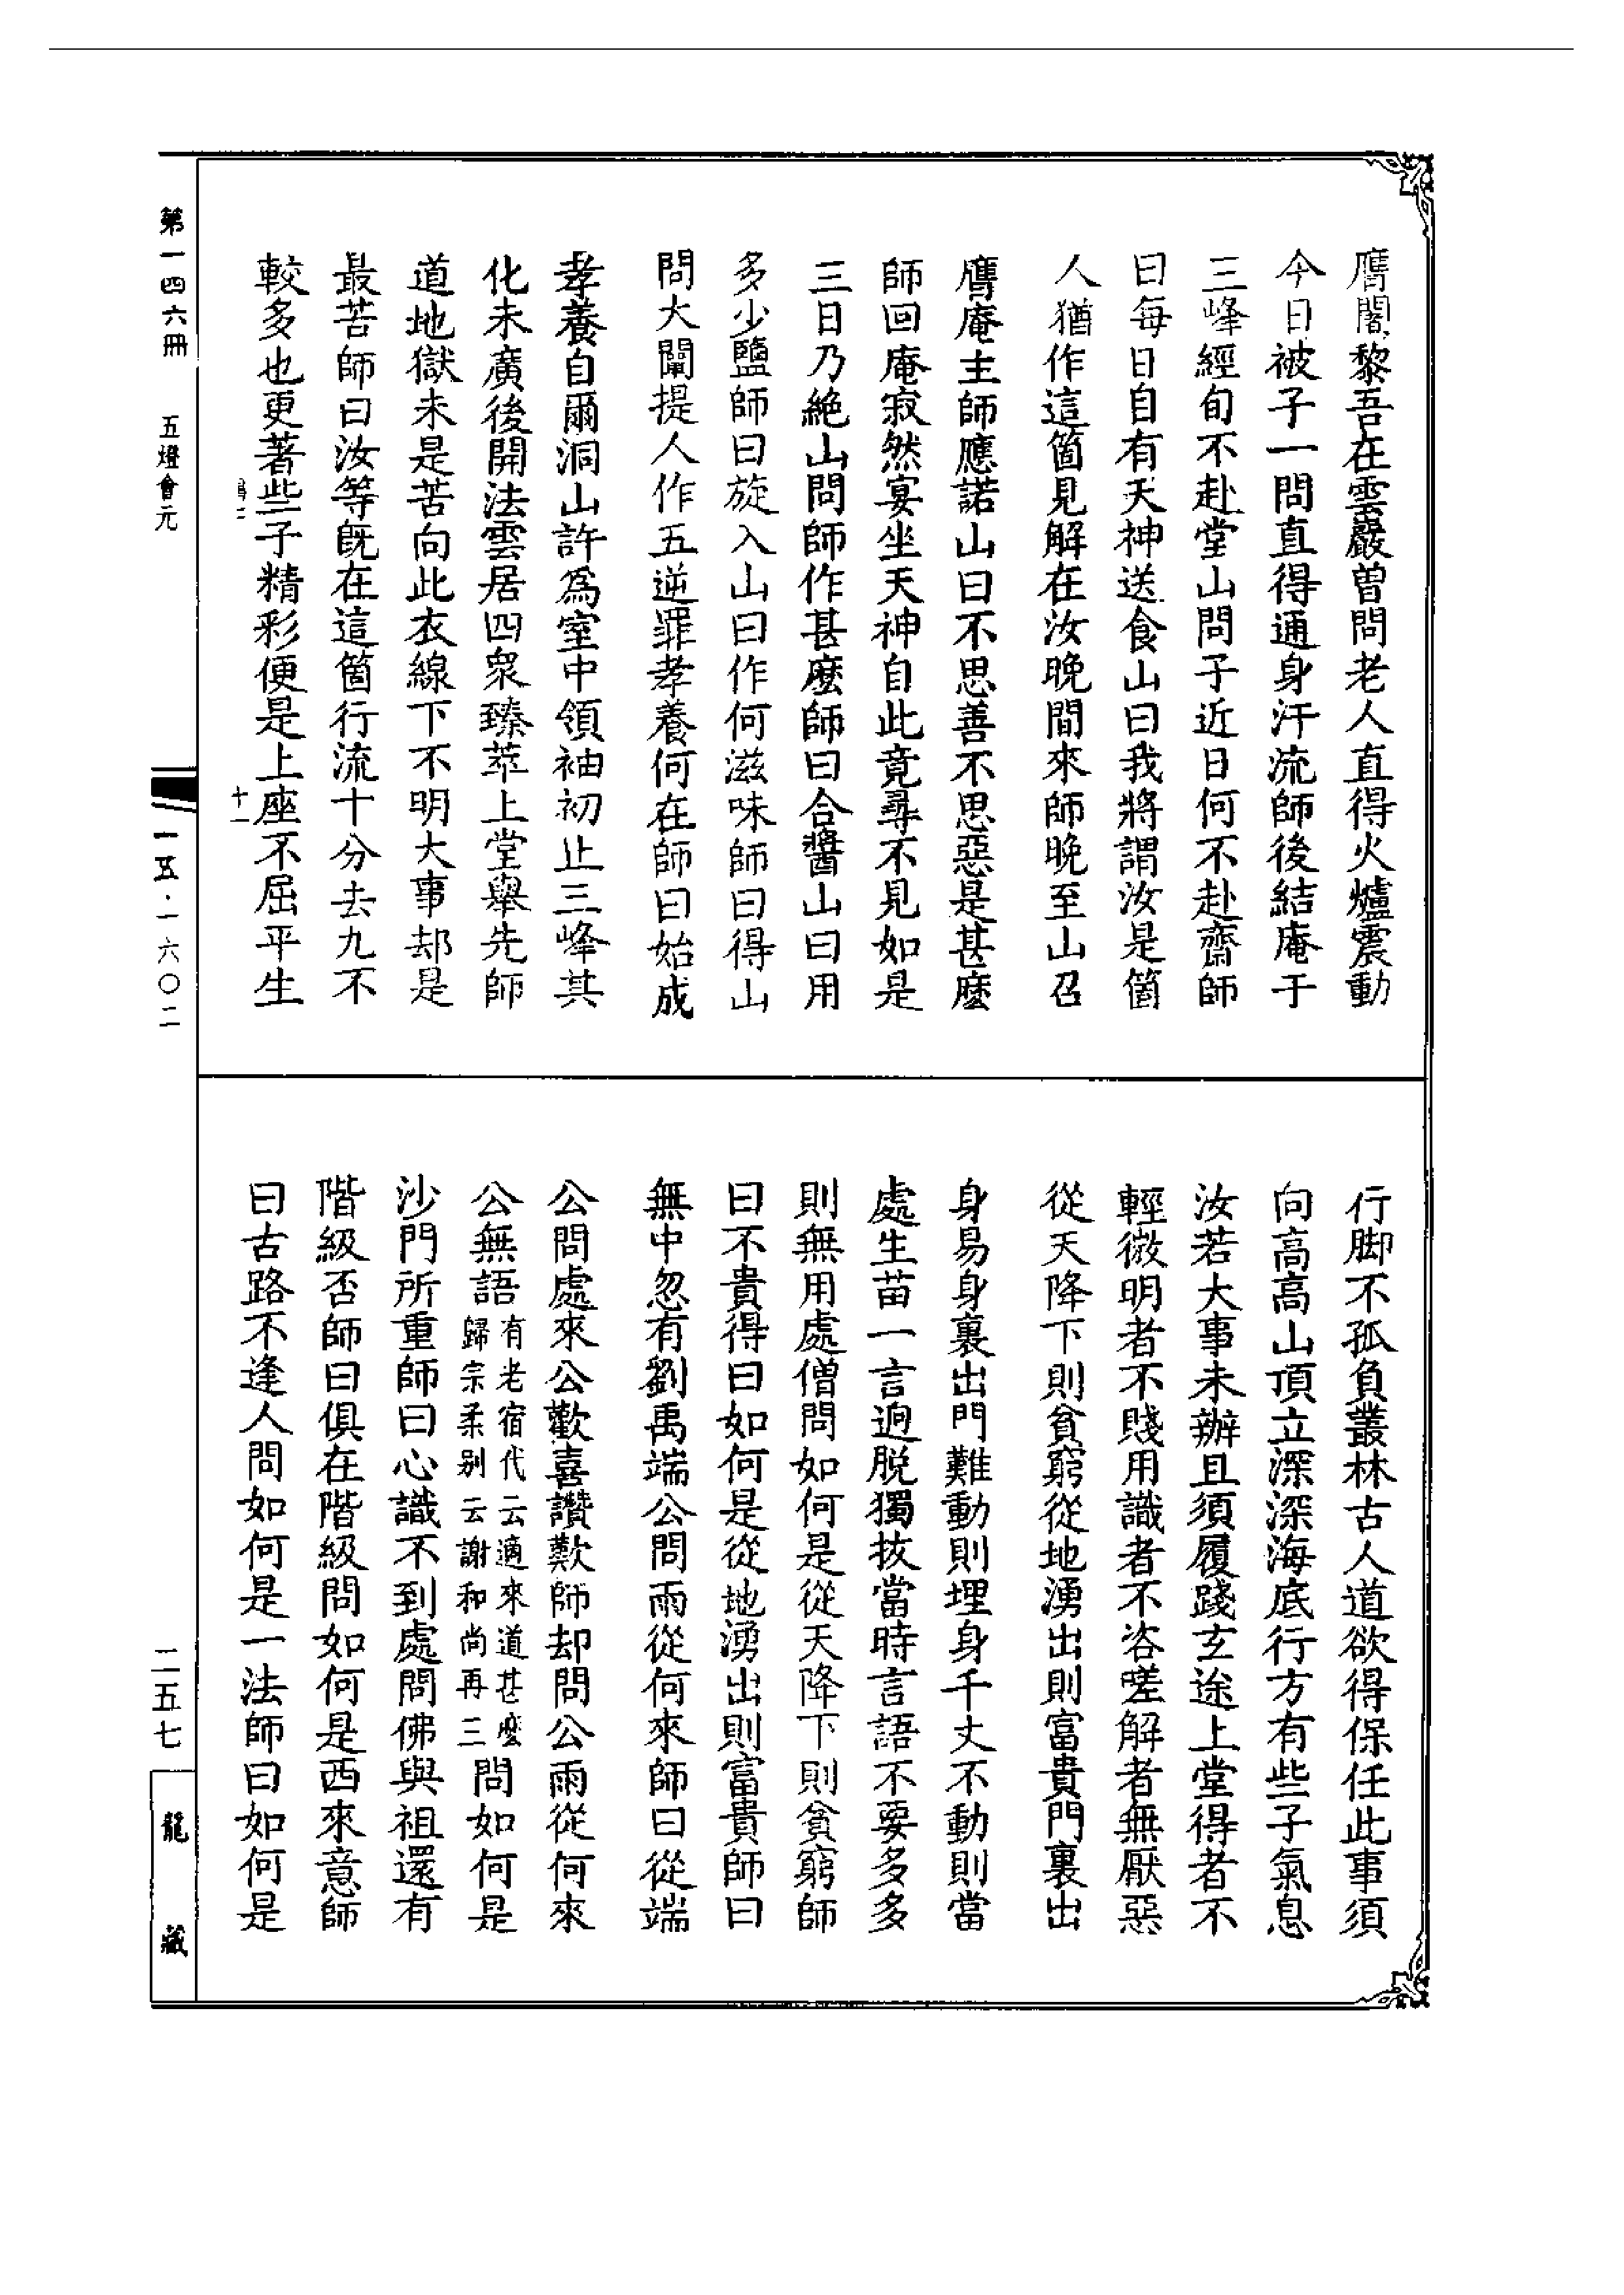 膺闍黎吾在雲巖曾問老人直得火爐震動
今日被子一問直得通身汗流師後結庵于
三峰經旬不赴堂山問子近日何不赴齋師
曰每日自有天神送食山曰我將謂汝是箇
人猶作這箇見解在汝晚間來師晚至山召
膺庵主師應諾山曰不思善不思惡是甚麽
師回庵寂然宴坐天神自此竟尋不見如是
三日乃絶山問師作甚麽師曰合醬山曰用
多少鹽師曰旋入山曰作何滋味師曰得山
問大闡提人作五逆罪孝養何在師曰始成
孝養自爾洞山許爲室中領袖初止三峰其
化未廣後開法雲居四衆臻萃上堂舉先師
道地獄未是苦向此衣線下不明大事却是
最苦師曰汝等旣在這箇行流十分去九不
較多也更著些子精彩便是上座不屈平生
行脚不孤負叢林古人道欲得保任此事須
向高高山頂立深深海底行方有些子氣息
汝若大事未辦且須履踐玄途上堂得者不
輕微明者不賤用識者不咨嗟解者無厭惡
從天降下則貧窮從地湧出則富貴門裏出
身易身裏出門難動則埋身千丈不動則當
處生苗一言逈脱獨拔當時言語不要多多
則無用處僧問如何是從天降下則貧窮師
曰不貴得曰如何是從地湧出則富貴師曰
無中忽有劉禹端公問雨從何來師曰從端
公問處來公歡喜讚歎師却問公雨從何來
公無語有老宿代云適來道甚麽歸宗柔别云謝和尚再三問如何是
沙門所重師曰心識不到處問佛與祖還有
階級否師曰俱在階級問如何是西來意師
曰古路不逢人問如何是一法師曰如何是
第一四六冊 五燈會元
十一
一五·一六〇二
二五七
龍藏